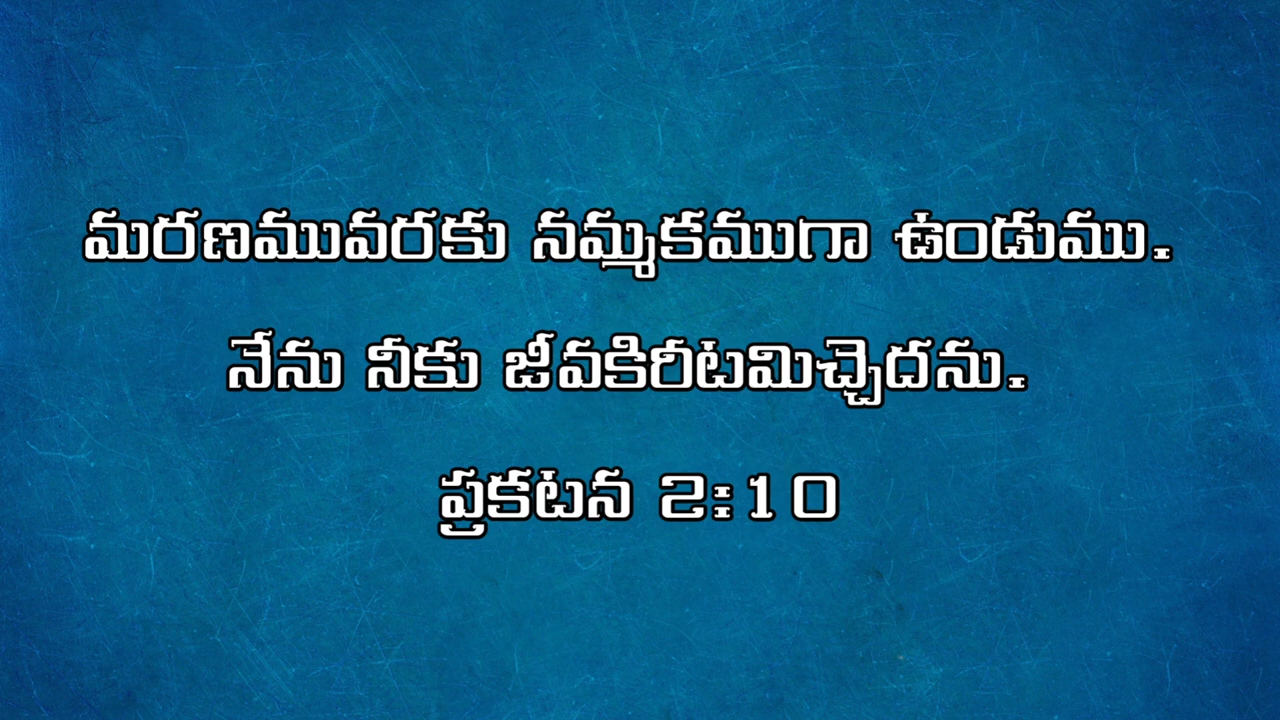 మరణమువరకు నమ్మకముగా ఉండుము.
నేను నీకు జీవకిరీటమిచ్చెదను.
ప్రకటన 2:10